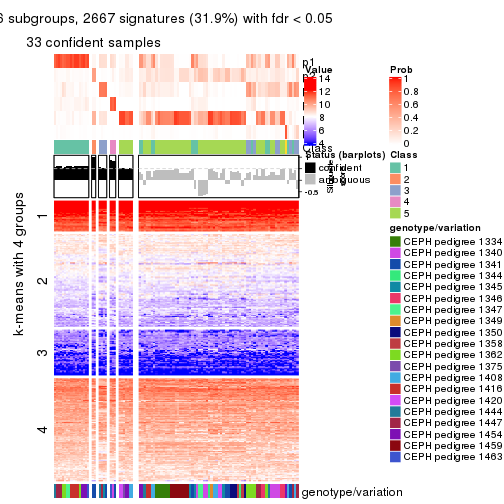 6 subgroups, 2667 signatures (31.9%) with fdr < 0.05
33 confident samples
p1
Value
14
12
10
8
6
4
Prob
1
0.8
0.6
0.4
0.2
0
Class
Status (barplots)
confident
ambiguous
-0.5
Class
1
2
3
4
5
k-means with 4 groups
1
2
3
4
genotype/variation
CEPH pedigree 1334
CEPH pedigree 1340
CEPH pedigree 1341
CEPH pedigree 1344
CEPH pedigree 1345
CEPH pedigree 1346
CEPH pedigree 1347
CEPH pedigree 1349
CEPH pedigree 1350
CEPH pedigree 1358
CEPH pedigree 1362
CEPH pedigree 1375
CEPH pedigree 1408
CEPH pedigree 1416
CEPH pedigree 1420
CEPH pedigree 1444
CEPH pedigree 1447
CEPH pedigree 1454
CEPH pedigree 1459
CEPH pedigree 1463
genotype/variation